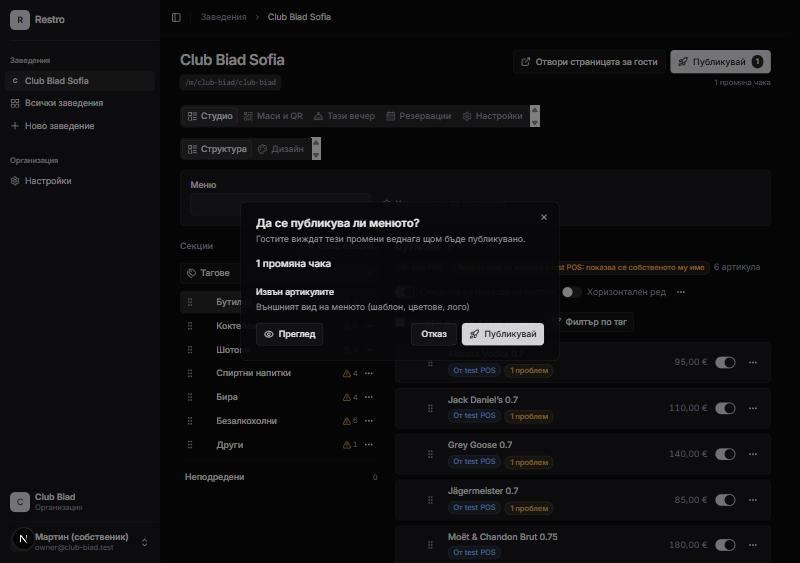 R Restro
Заведения > Club Biad Sofia
Заведения
C Club Biad Sofia
Всички заведения
Ново заведение
Организация
Настройки
Club Biad Sofia
/m/club-biad/club-biad
Отвори страницата за гости
Публикувай 1
1 промяна чака
Студио
Маси и QR
Тази вечер
Резервации
Настройки
Структура
Дизайн
Меню
Да се публикува ли менюто?
Гостите виждат тези промени веднага щом бъде публикувано.
1 промяна чака
Извън артикулите
Външният вид на менюто (шаблон, цветове, лого)
Преглед
Отказ
Публикувай
Секции
Тагове
POS: показва се собственото му име
6 артикула
Хоризонтален ред
Филтър по таг
Спиртни напитки 4
Бира 4
Безалкохолни 6
Други 1
Неподредени 0
95,00 €
От test POS 1 проблем
Jack Daniel's 0.7
От test POS 1 проблем
110,00 €
Grey Goose 0.7
От test POS 1 проблем
140,00 €
Jägermeister 0.7
От test POS 1 проблем
85,00 €
Moët & Chandon Brut 0.75
От test POS
180,00 €
C Club Biad
Организация
N Мартин (собственик)
owner@club-biad.test